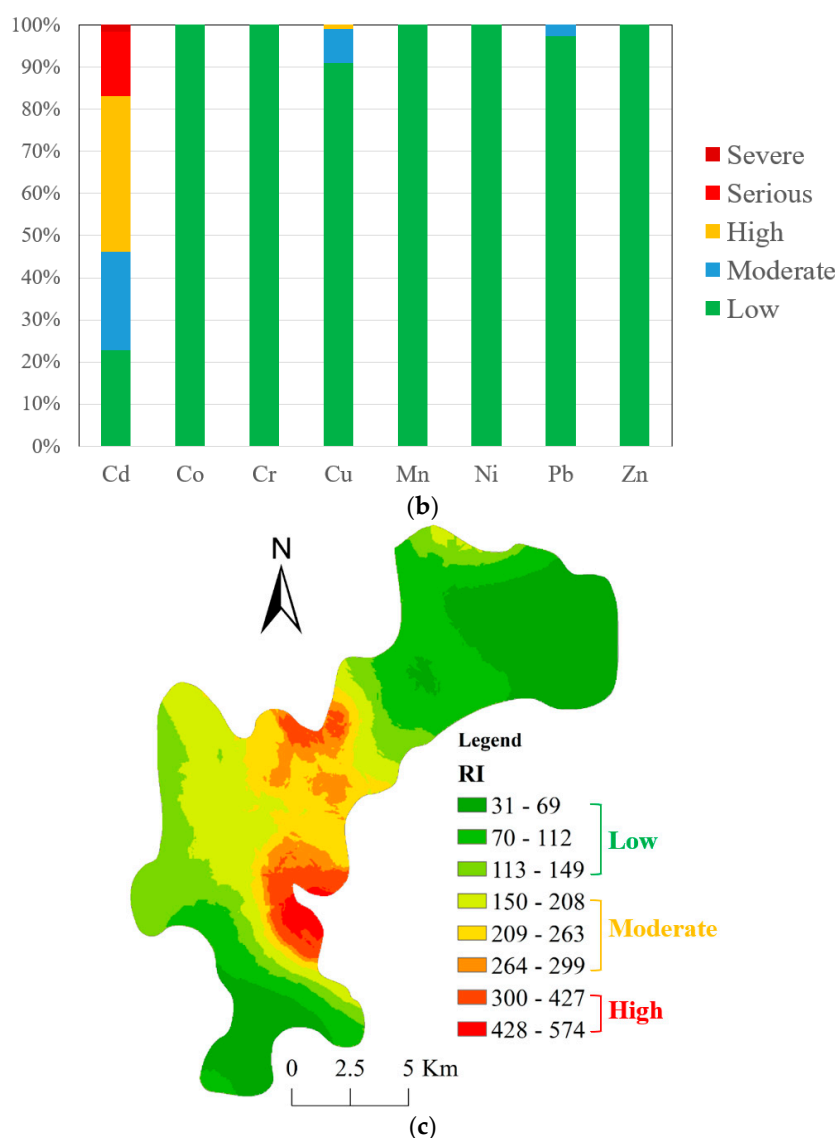 100%
90%
80%
70%
60%
50%
40%
30%
20%
10%
0%
Cd Co Cr Cu Mn Ni Pb Zn
Severe
Serious
High
Moderate
Low
(b)
N
Legend
RI
31 - 69
70 - 112
113 - 149
150 - 208
209 - 263
264 - 299
300 - 427
428 - 574
Low
Moderate
High
0 2.5 5 Km
(c)